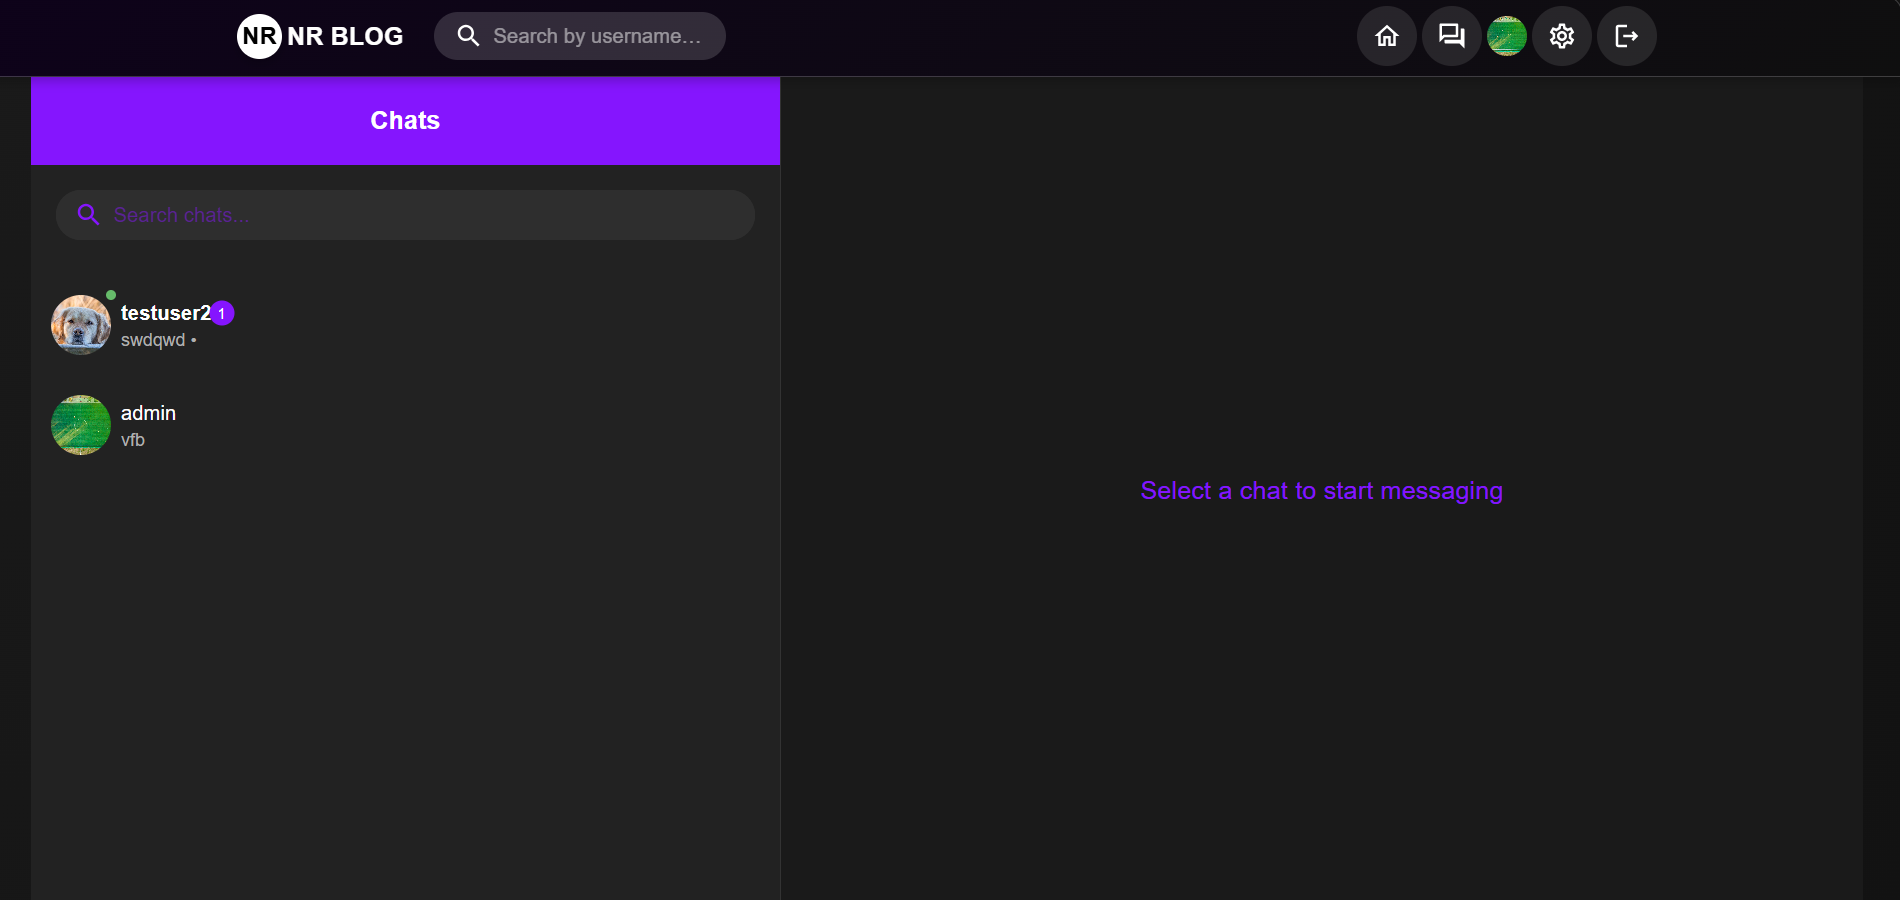 NR NR BLOG
Search by username...
Chats
Search chats...
testuser2 1
swdqwd •
admin
vfb
Select a chat to start messaging